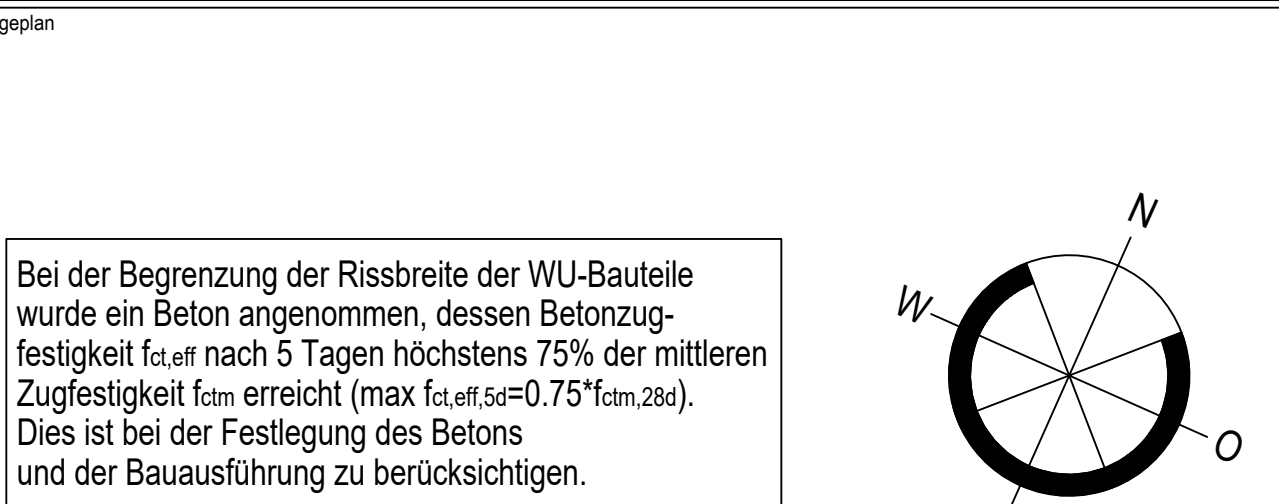 geplan
N
W
O
Bei der Begrenzung der Rissbreite der WU-Bauteile
wurde ein Beton angenommen, dessen Betonzug-
festigkeit fct,eff nach 5 Tagen höchstens 75% der mittleren
Zugfestigkeit fctm erreicht (max fct,eff,5d=0.75*fctm,28d).
Dies ist bei der Festlegung des Betons
und der Bauausführung zu berücksichtigen.